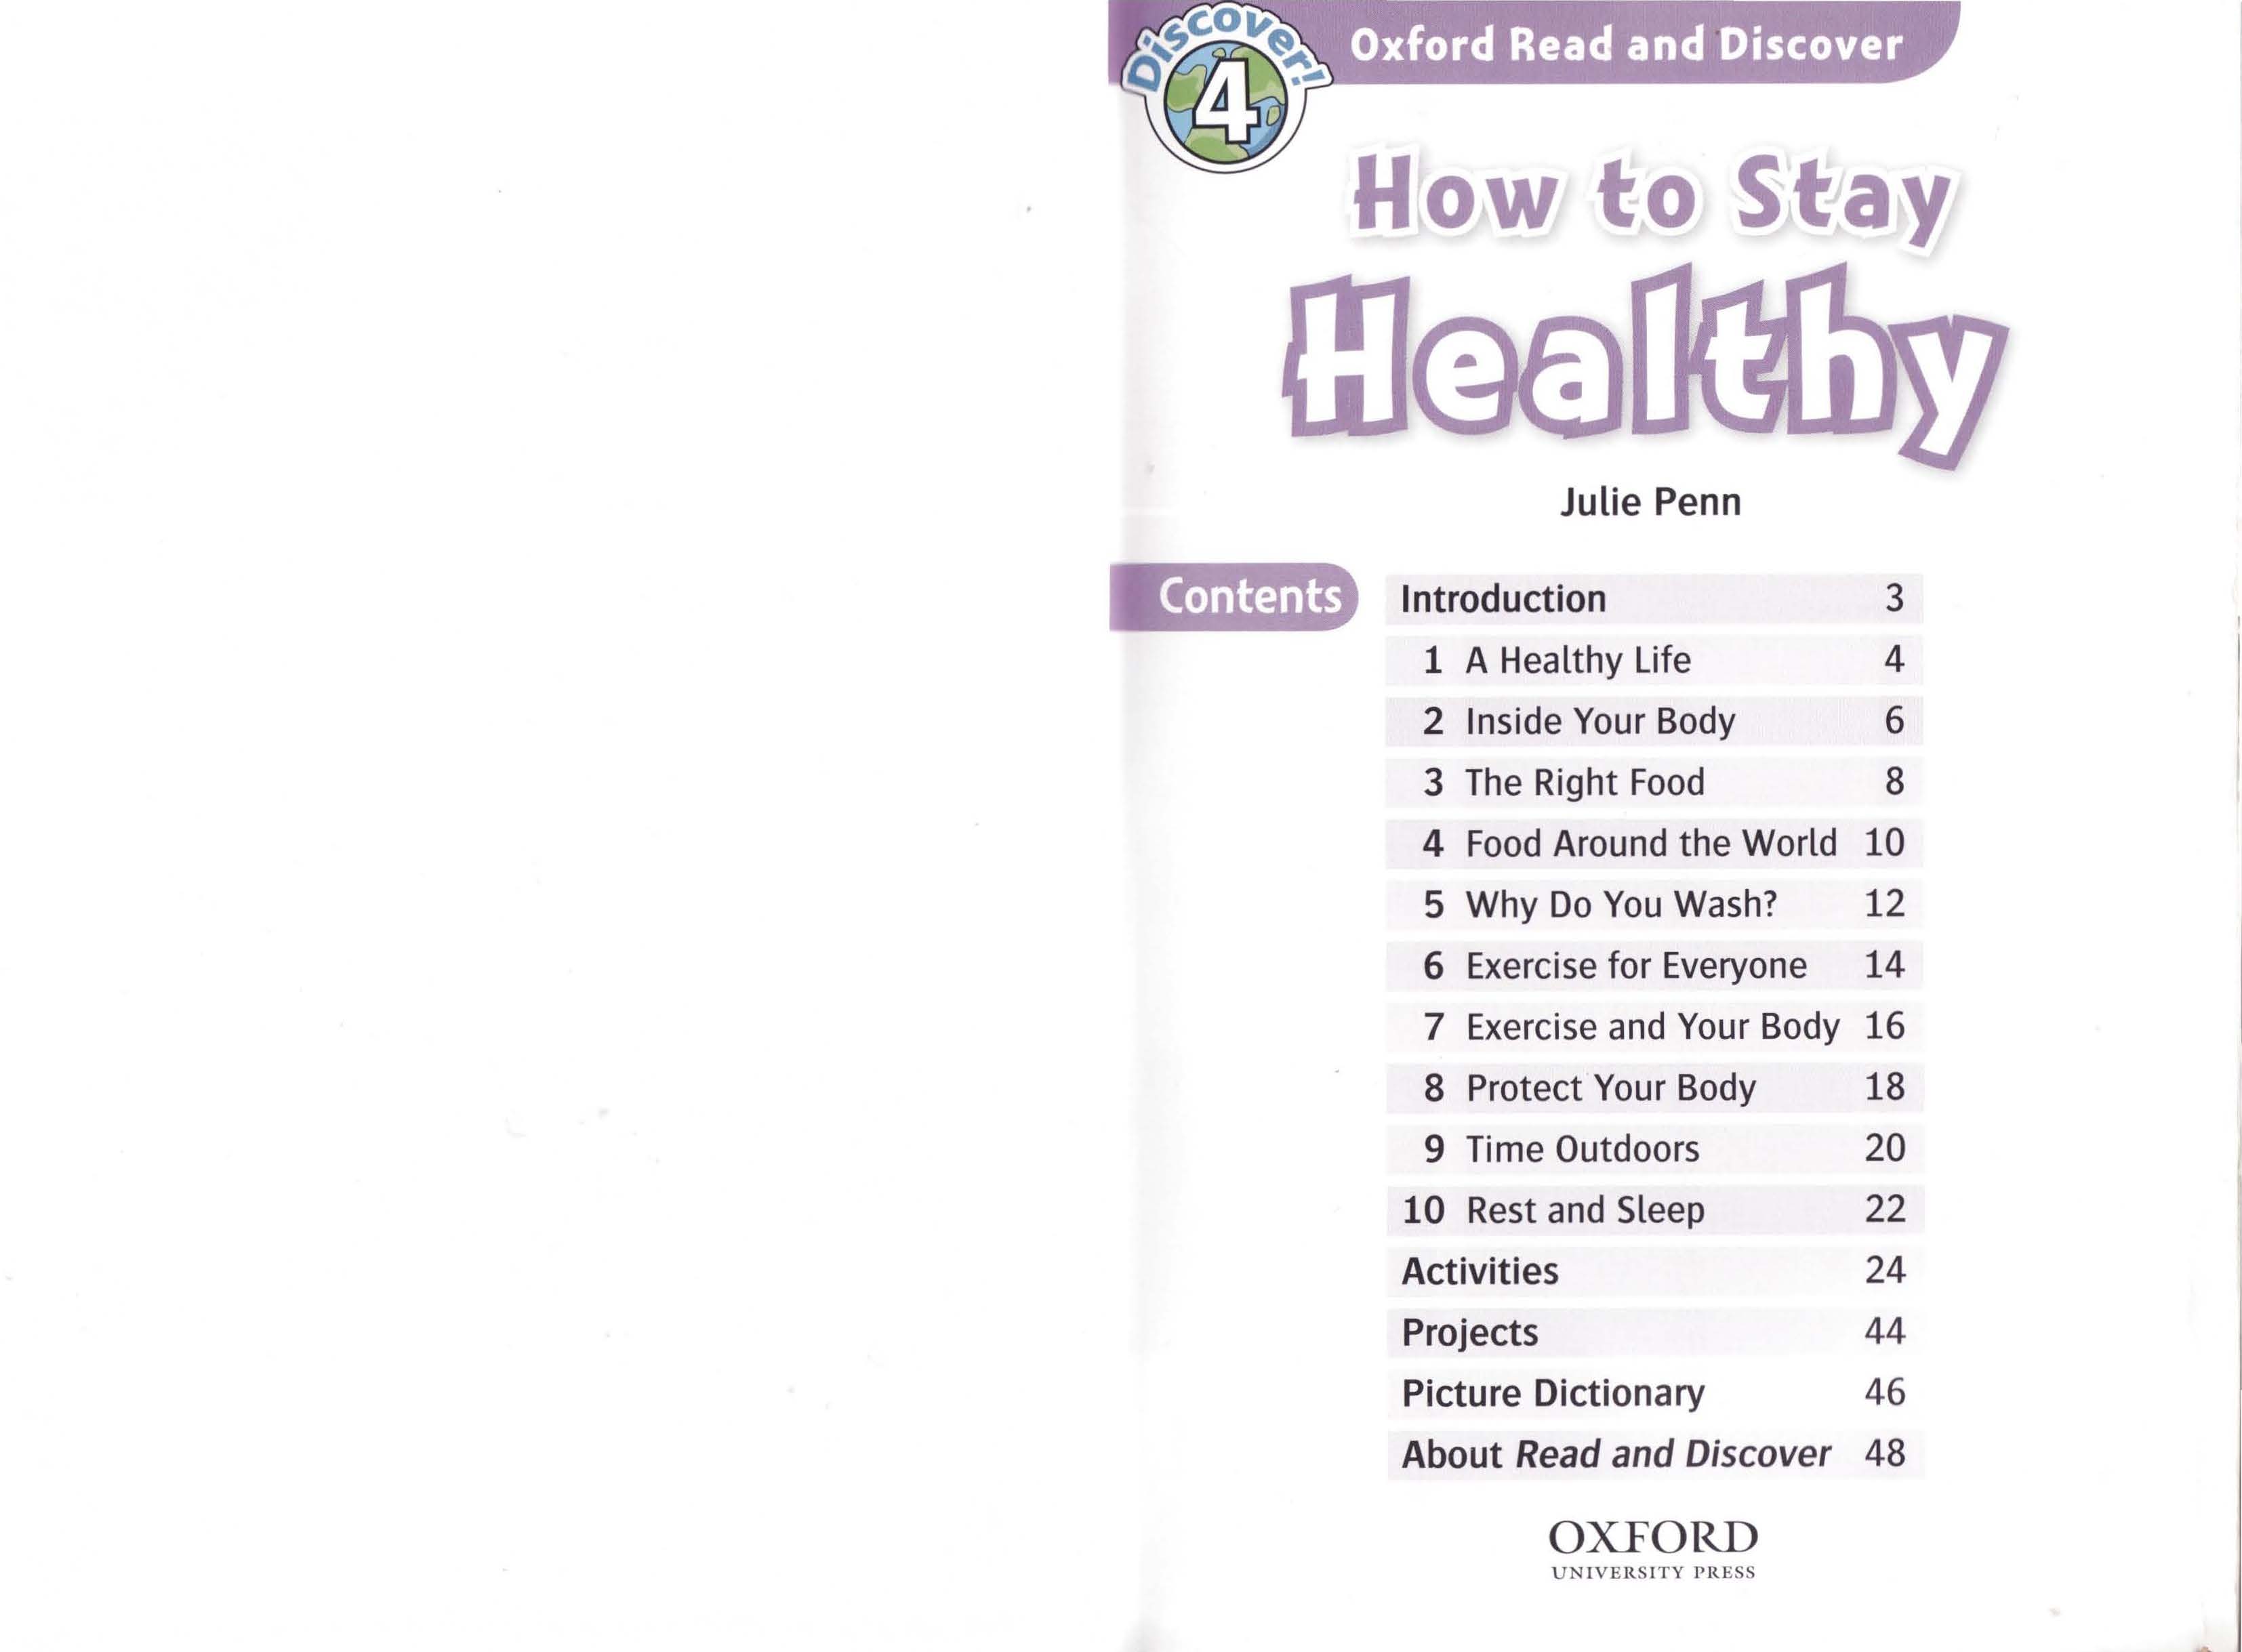 Discover!
4
Oxford Read and Discover
How to Stay
Healthy
Julie Penn
Contents
Introduction 3
1 A Healthy Life 4
2 Inside Your Body 6
3 The Right Food 8
4 Food Around the World 10
5 Why Do You Wash? 12
6 Exercise for Everyone 14
7 Exercise and Your Body 16
8 Protect Your Body 18
9 Time Outdoors 20
10 Rest and Sleep 22
Activities 24
Projects 44
Picture Dictionary 46
About Read and Discover 48
OXFORD
UNIVERSITY PRESS